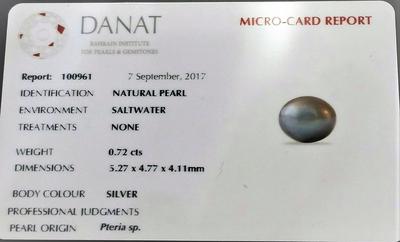 DANAT
BAHRAIN INSTITUTE
FOR PEARLS & GEMSTONES
MICRO-CARD REPORT
Report: 100961 7 September, 2017
IDENTIFICATION NATURAL PEARL
ENVIRONMENT SALTWATER
TREATMENTS NONE
WEIGHT 0.72 cts
DIMENSIONS 5.27 x 4.77 x 4.11mm
BODY COLOUR SILVER
PROFESSIONAL JUDGMENTS
PEARL ORIGIN Pteria sp.